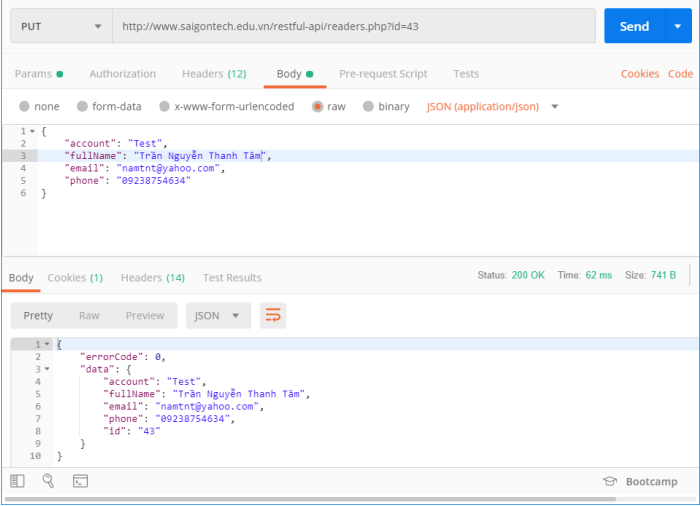 PUT http://www.saigontech.edu.vn/restful-api/readers.php?id=43 Send
Params Authorization Headers (12) Body Pre-request Script Tests Cookies Code
none form-data x-www-form-urlencoded raw binary JSON (application/json)
1 {
2 "account": "Test",
3 "fullName": "Trần Nguyễn Thanh Tâm",
4 "email": "namtnt@yahoo.com",
5 "phone": "09238754634"
6 }
Body Cookies (1) Headers (14) Test Results Status: 200 OK Time: 62 ms Size: 741 B
Pretty Raw Preview JSON
1 {
2 "errorCode": 0,
3 "data": {
4 "account": "Test",
5 "fullName": "Trần Nguyễn Thanh Tâm",
6 "email": "namtnt@yahoo.com",
7 "phone": "09238754634",
8 "id": "43"
9 }
10 }
Bootcamp